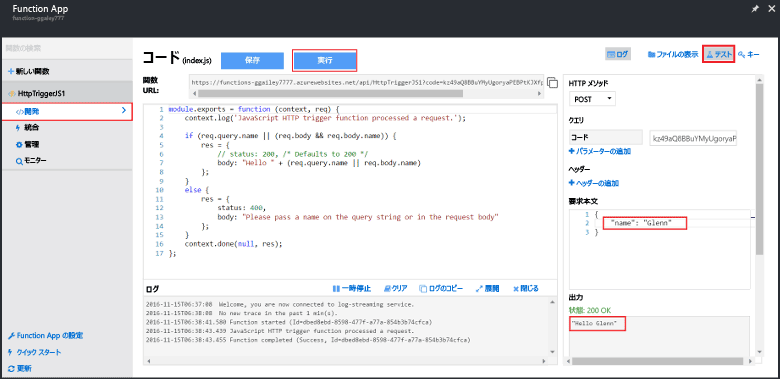 Function App
function-ggailey777
関数の検索
新しい関数
HttpTriggerJS1
</>開発
統合
管理
モニター
Function App の設定
クイック スタート
更新
コード (index.js)
保存
実行
ログ
ファイルの表示
テスト
キー
関数
URL:
https://functions-ggailey7777.azurewebsites.net/api/HttpTriggerJS1?code=kz49aQ8BBuYMyUgoryaPEBPtKJXfp
1 module.exports = function (context, req) {
2 context.log('JavaScript HTTP trigger function processed a request.');
3
4 if (req.query.name || (req.body && req.body.name)) {
5 res = {
6 // status: 200, /* Defaults to 200 */
7 body: "Hello " + (req.query.name || req.body.name)
8 };
9 }
10 else {
11 res = {
12 status: 400,
13 body: "Please pass a name on the query string or in the request body"
14 };
15 }
16 context.done(null, res);
17 };
ログ
一時停止
クリア
ログのコピー
展開
閉じる
2016-11-15T06:37:08 Welcome, you are now connected to log-streaming service.
2016-11-15T06:38:08 No new trace in the past 1 min(s).
2016-11-15T06:38:41.580 Function started (Id=dbed8ebd-8598-477f-a77a-854b3b74cfca)
2016-11-15T06:38:43.439 JavaScript HTTP trigger function processed a request.
2016-11-15T06:38:43.455 Function completed (Success, Id=dbed8ebd-8598-477f-a77a-854b3b74cfca)
HTTP メソッド
POST
クエリ
コード
kz49aQ8BBuYMyUgoryaP
パラメーターの追加
ヘッダー
ヘッダーの追加
要求本文
1 {
2 "name": "Glenn"
3 }
出力
状態: 200 OK
"Hello Glenn"